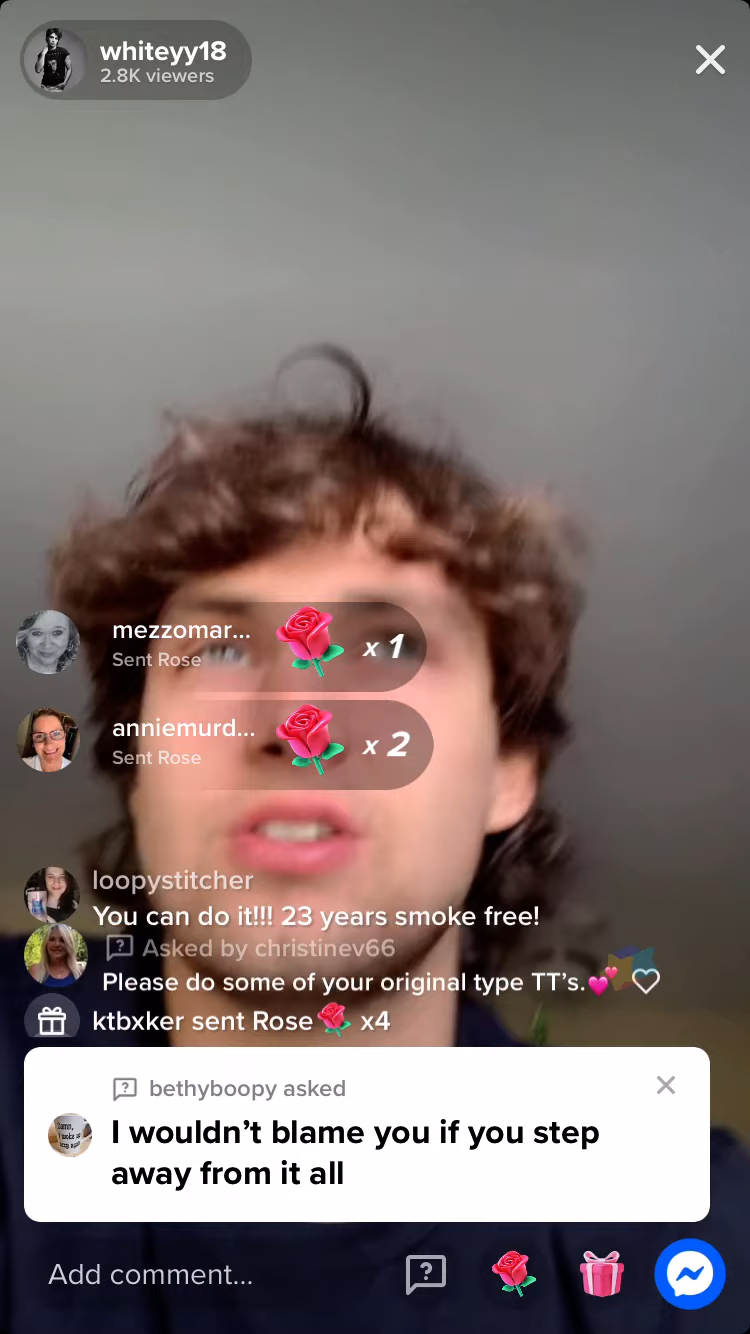 whiteyy18
2.8K viewers
mezzomar...
Sent Rose
x 1
anniemurd...
Sent Rose
x 2
loopystitcher
You can do it!!! 23 years smoke free!
Asked by christinev66
Please do some of your original type TT's.💕
ktbxker sent Rose🌹 x4
bethyboopy asked
I wouldn't blame you if you step
away from it all
Add comment...